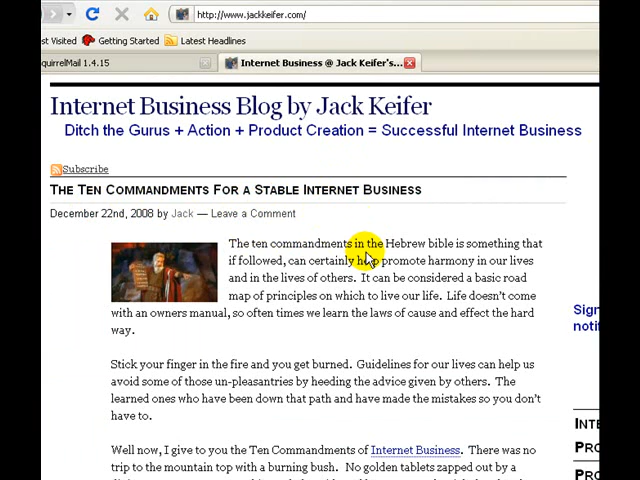 http://www.jackkeifer.com/
st Visited Getting Started Latest Headlines
quirrelMail 1.4.15 Internet Business @ Jack Keifer's...
Internet Business Blog by Jack Keifer
Ditch the Gurus + Action + Product Creation = Successful Internet Business
Subscribe
The Ten Commandments For a Stable Internet Business
December 22nd, 2008 by Jack — Leave a Comment
The ten commandments in the Hebrew bible is something that
if followed, can certainly help promote harmony in our lives
and in the lives of others. It can be considered a basic road
map of principles on which to live our life. Life doesn't come
with an owners manual, so often times we learn the laws of cause and effect the hard
way.
Stick your finger in the fire and you get burned. Guidelines for our lives can help us
avoid some of those un-pleasantries by heeding the advice given by others. The
learned ones who have been down that path and have made the mistakes so you don't
have to.
Well now, I give to you the Ten Commandments of Internet Business. There was no
trip to the mountain top with a burning bush. No golden tablets zapped out by a
Sign
notif
Inte
Pro
Pro